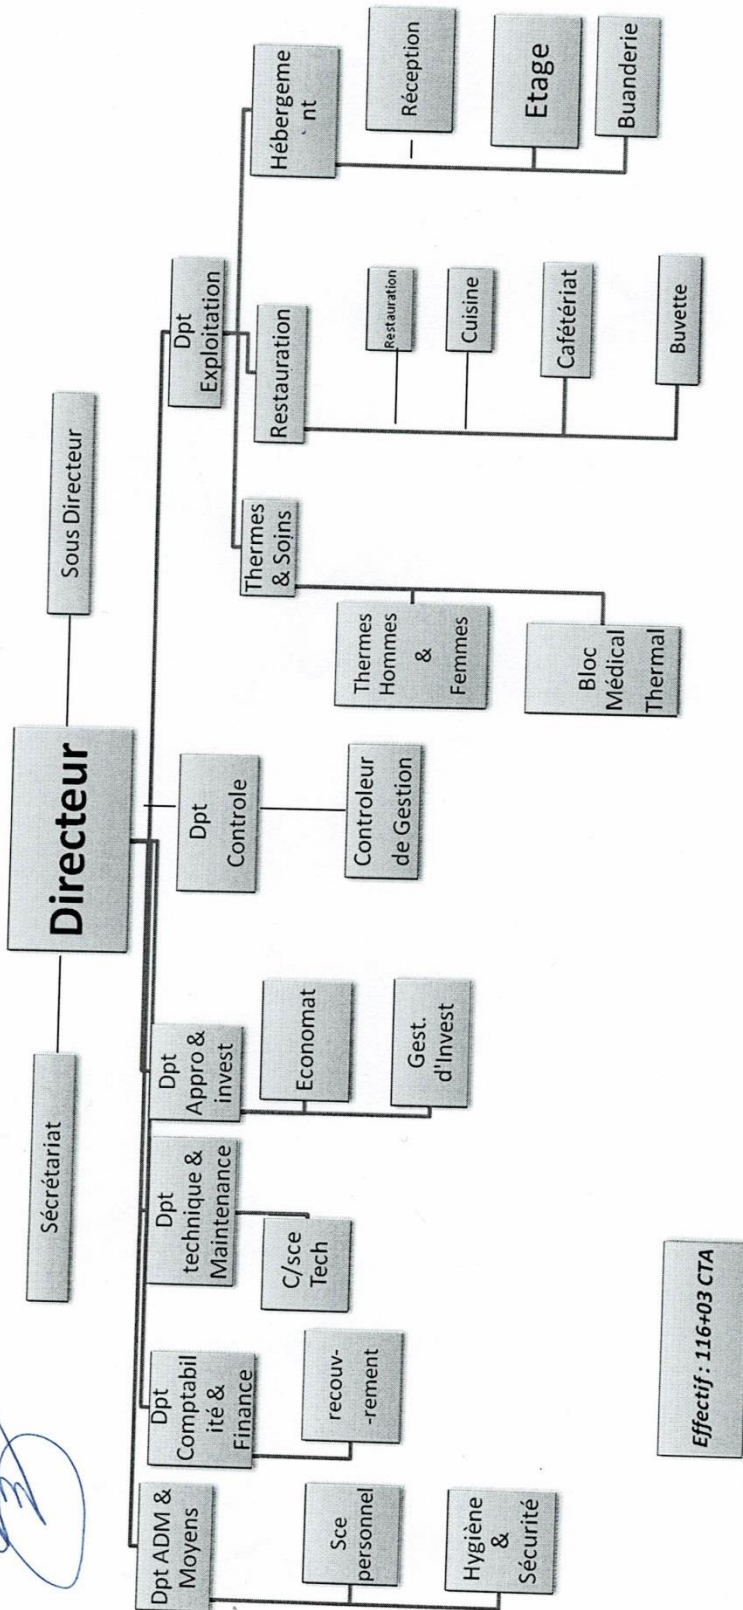 Sécrétariat
Directeur
Sous Directeur
Dpt ADM &
Moyens
Sce
personnel
Hygiène
&
Sécurité
Dpt
Comptabil
ité &
Finance
recouv-
-rement
Dpt
technique &
Maintenance
C/sce
Tech
Dpt
Appro &
invest
Economat
Gest.
d'Invest
Dpt
Controle
Controleur
de Gestion
Dpt
Exploitation
Thermes
& Soins
Thermes
Hommes
&
Femmes
Bloc
Médical
Thermal
Restauration
Restauration
Cuisine
Cafétériat
Buvette
Hébergeme
nt
Réception
Etage
Buanderie
Effectif : 116+03 CTA